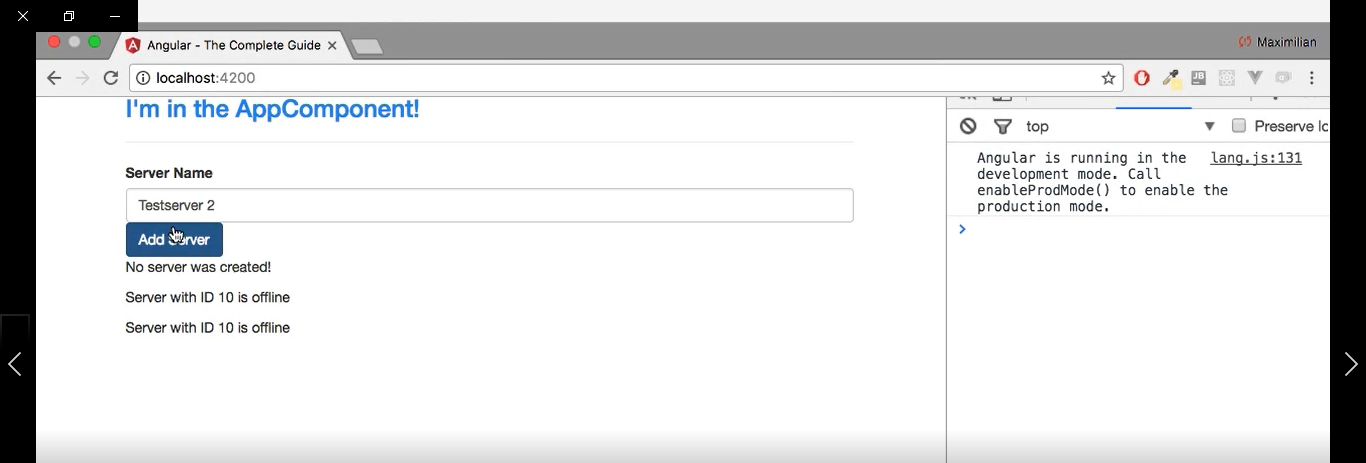 Angular - The Complete Guide
Maximilian
localhost:4200
I'm in the AppComponent!
top
Preserve lo
Server Name
Angular is running in the lang.js:131
development mode. Call
enableProdMode() to enable the
production mode.
Testserver 2
Add Server
No server was created!
Server with ID 10 is offline
Server with ID 10 is offline